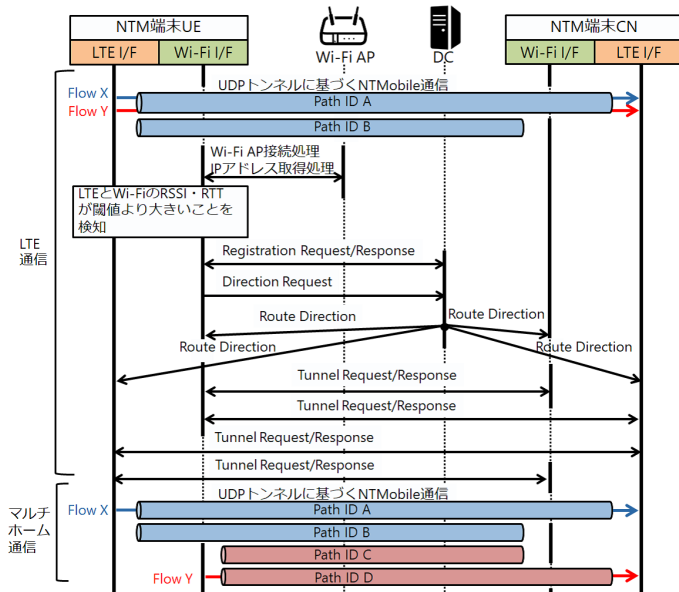 NTM端末UE
NTM端末CN
LTE I/F
Wi-Fi I/F
Wi-Fi AP
DC
Wi-Fi I/F
LTE I/F
UDPトンネルに基づくNTMobile通信
Flow X
Path ID A
Flow Y
Path ID B
Wi-Fi AP接続処理
IPアドレス取得処理
LTEとWi-FiのRSSI・RTT
が閾値より大きいことを
検知
LTE
通信
Registration Request/Response
Direction Request
Route Direction
Route Direction
Route Direction
Route Direction
Tunnel Request/Response
Tunnel Request/Response
Tunnel Request/Response
Tunnel Request/Response
UDPトンネルに基づくNTMobile通信
マルチ
ホーム
通信
Flow X
Path ID A
Path ID B
Path ID C
Flow Y
Path ID D